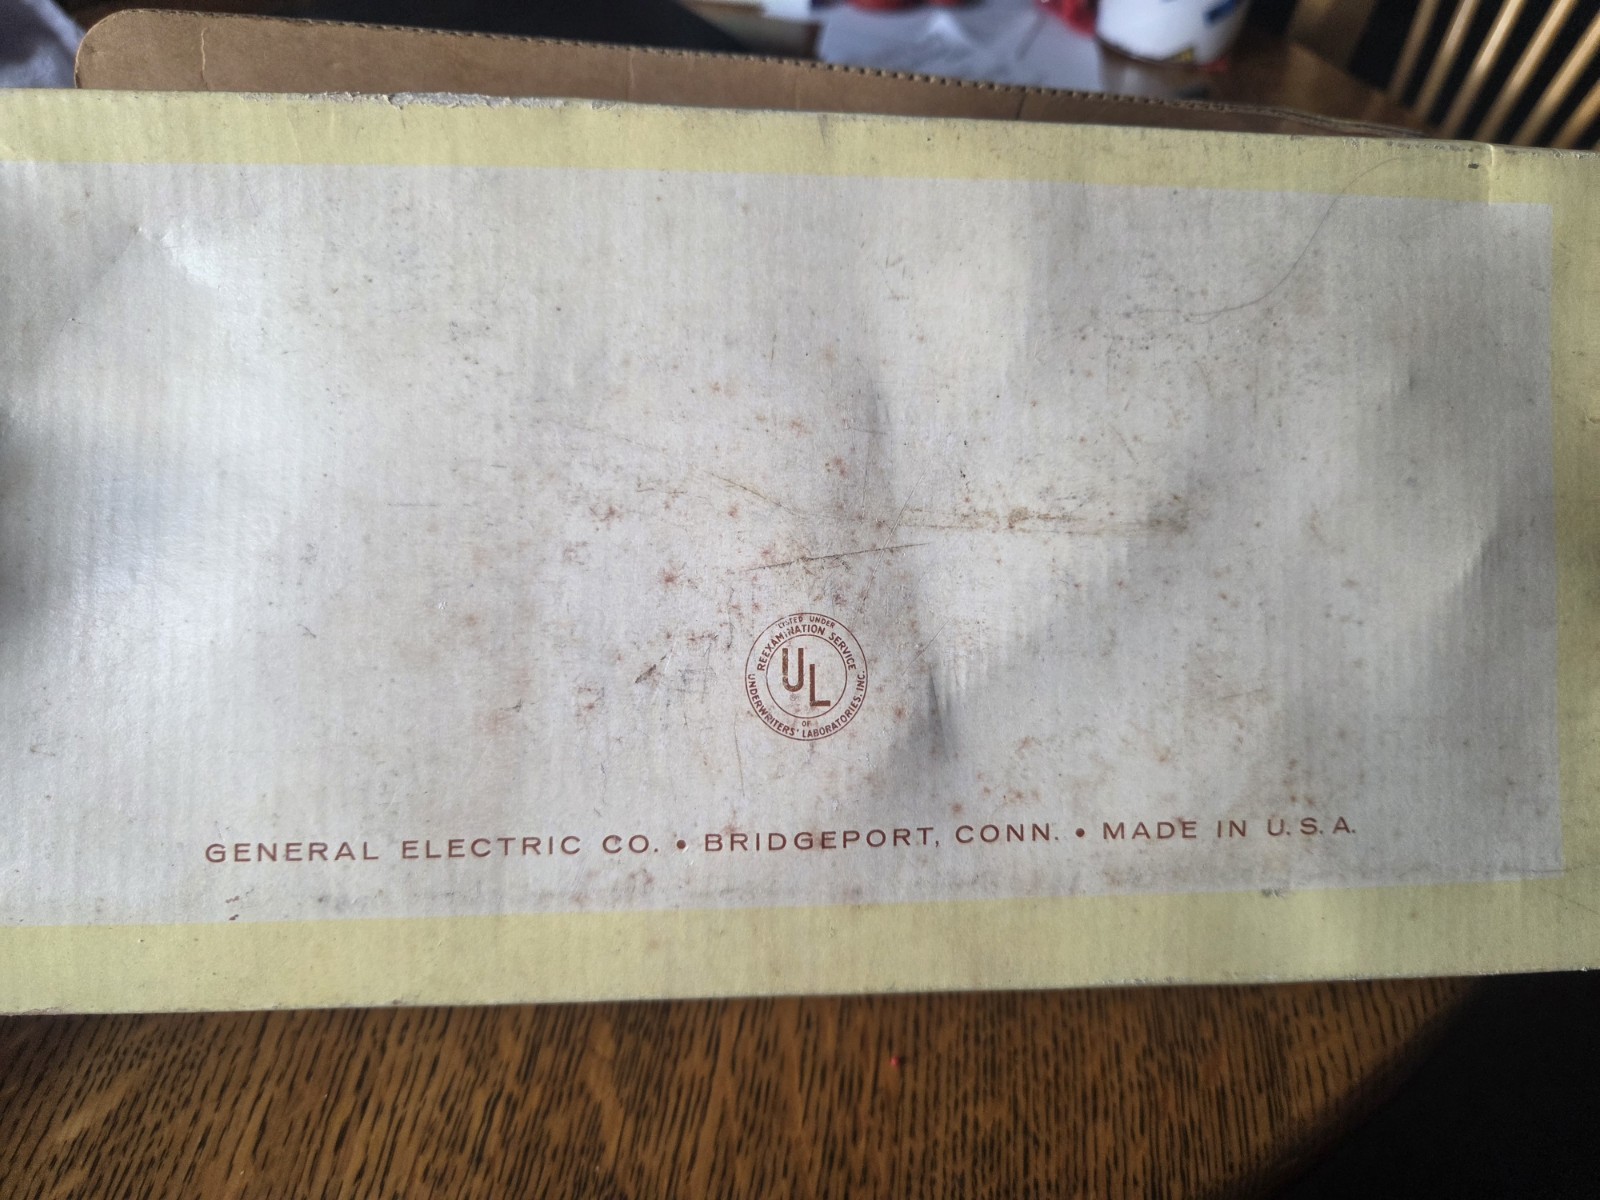 LISTED UNDER
REEXAMINATION SERVICE
UL
OF
UNDERWRITERS' LABORATORIES, INC.
GENERAL ELECTRIC CO. • BRIDGEPORT, CONN. • MADE IN U.S.A.